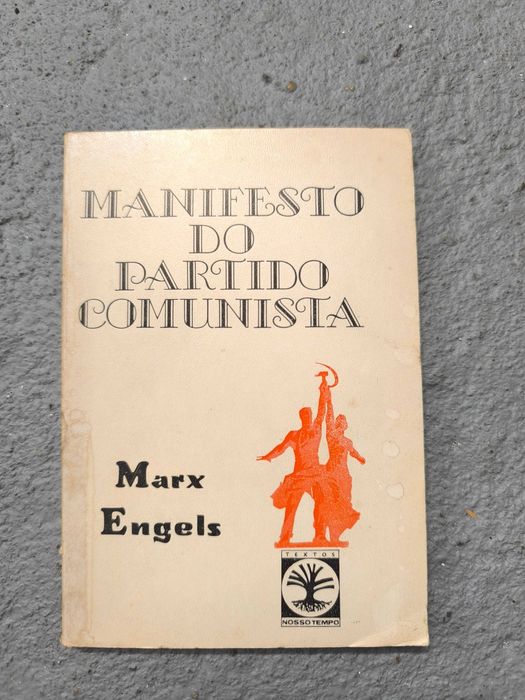 MANIFESTO
DO
PARTIDO
COMUNISTA
Marx
Engels
TEXTOS
NOSSO TEMPO